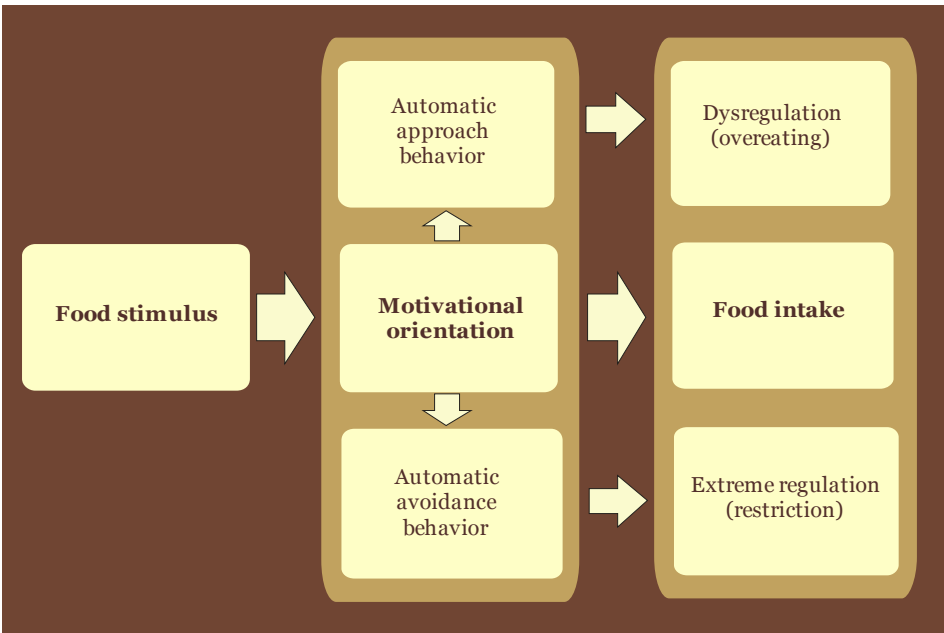 Food stimulus
Automatic
approach
behavior
Motivational
orientation
Automatic
avoidance
behavior
Dysregulation
(overeating)
Food intake
Extreme regulation
(restriction)